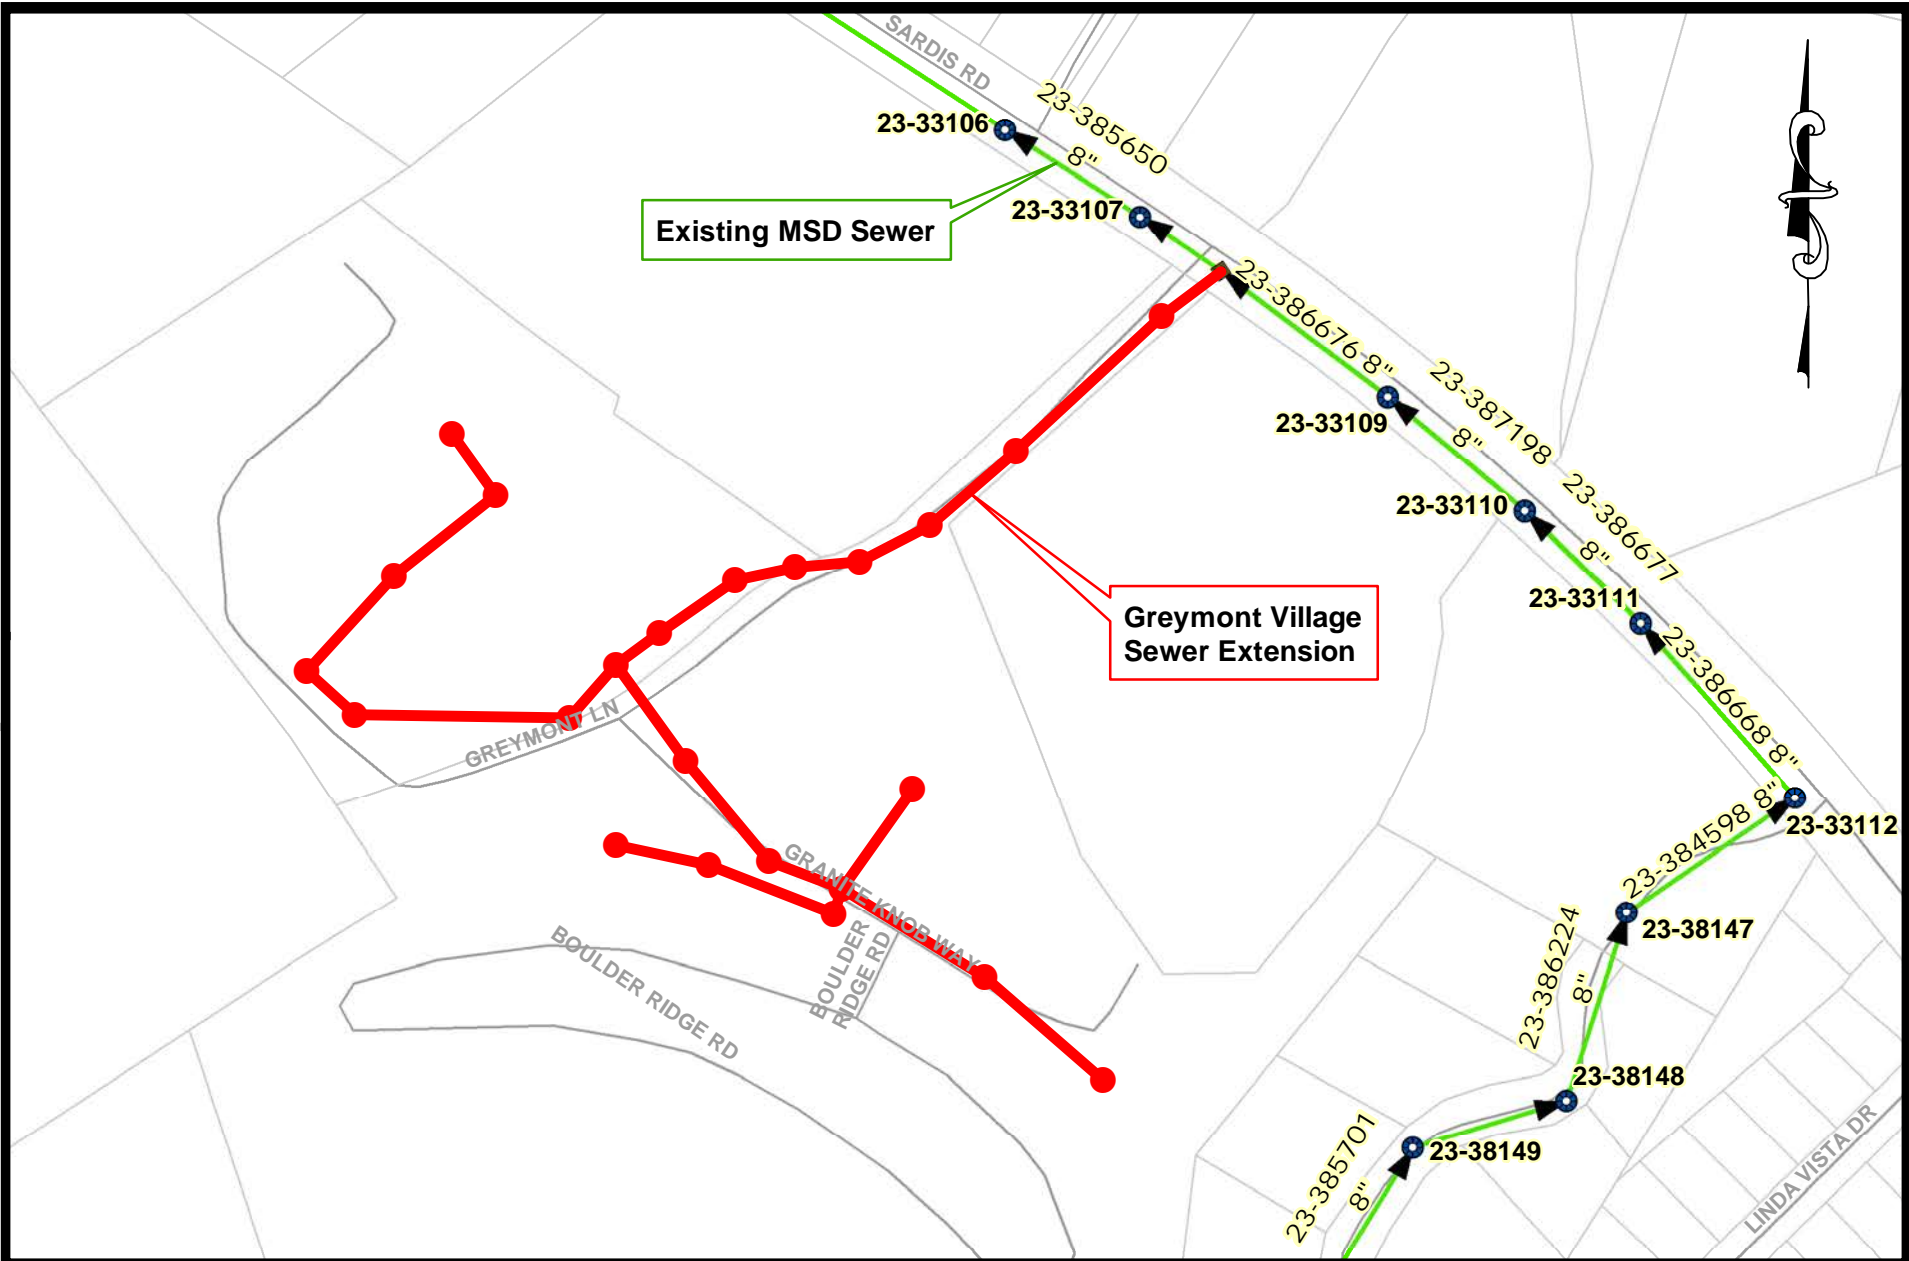 SARDIS RD
23-385650
23-33106
8"
23-33107
Existing MSD Sewer
23-386676 8"
23-387198
23-33109
8"
23-386677
23-33110
8"
23-33111
Greymont Village
Sewer Extension
23-386668 8"
GREYMONT LN
23-384598 8"
23-33112
GRANITE KNOB WAY
23-38147
23-386224
8"
BOULDER
RIDGE RD
BOULDER RIDGE RD
23-38148
23-385701
8"
23-38149
LINDA VISTA DR